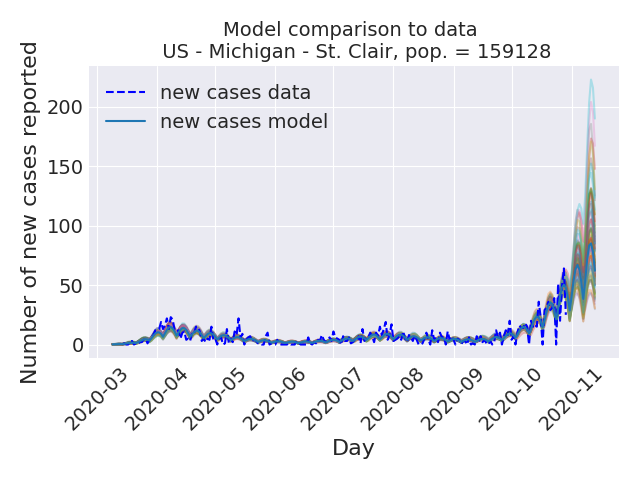 Model comparison to data
US - Michigan - St. Clair, pop. = 159128
Number of new cases reported
200
150
100
50
0
new cases data
new cases model
2020-03
2020-04
2020-05
2020-06
2020-07
2020-08
2020-09
2020-10
2020-11
Day